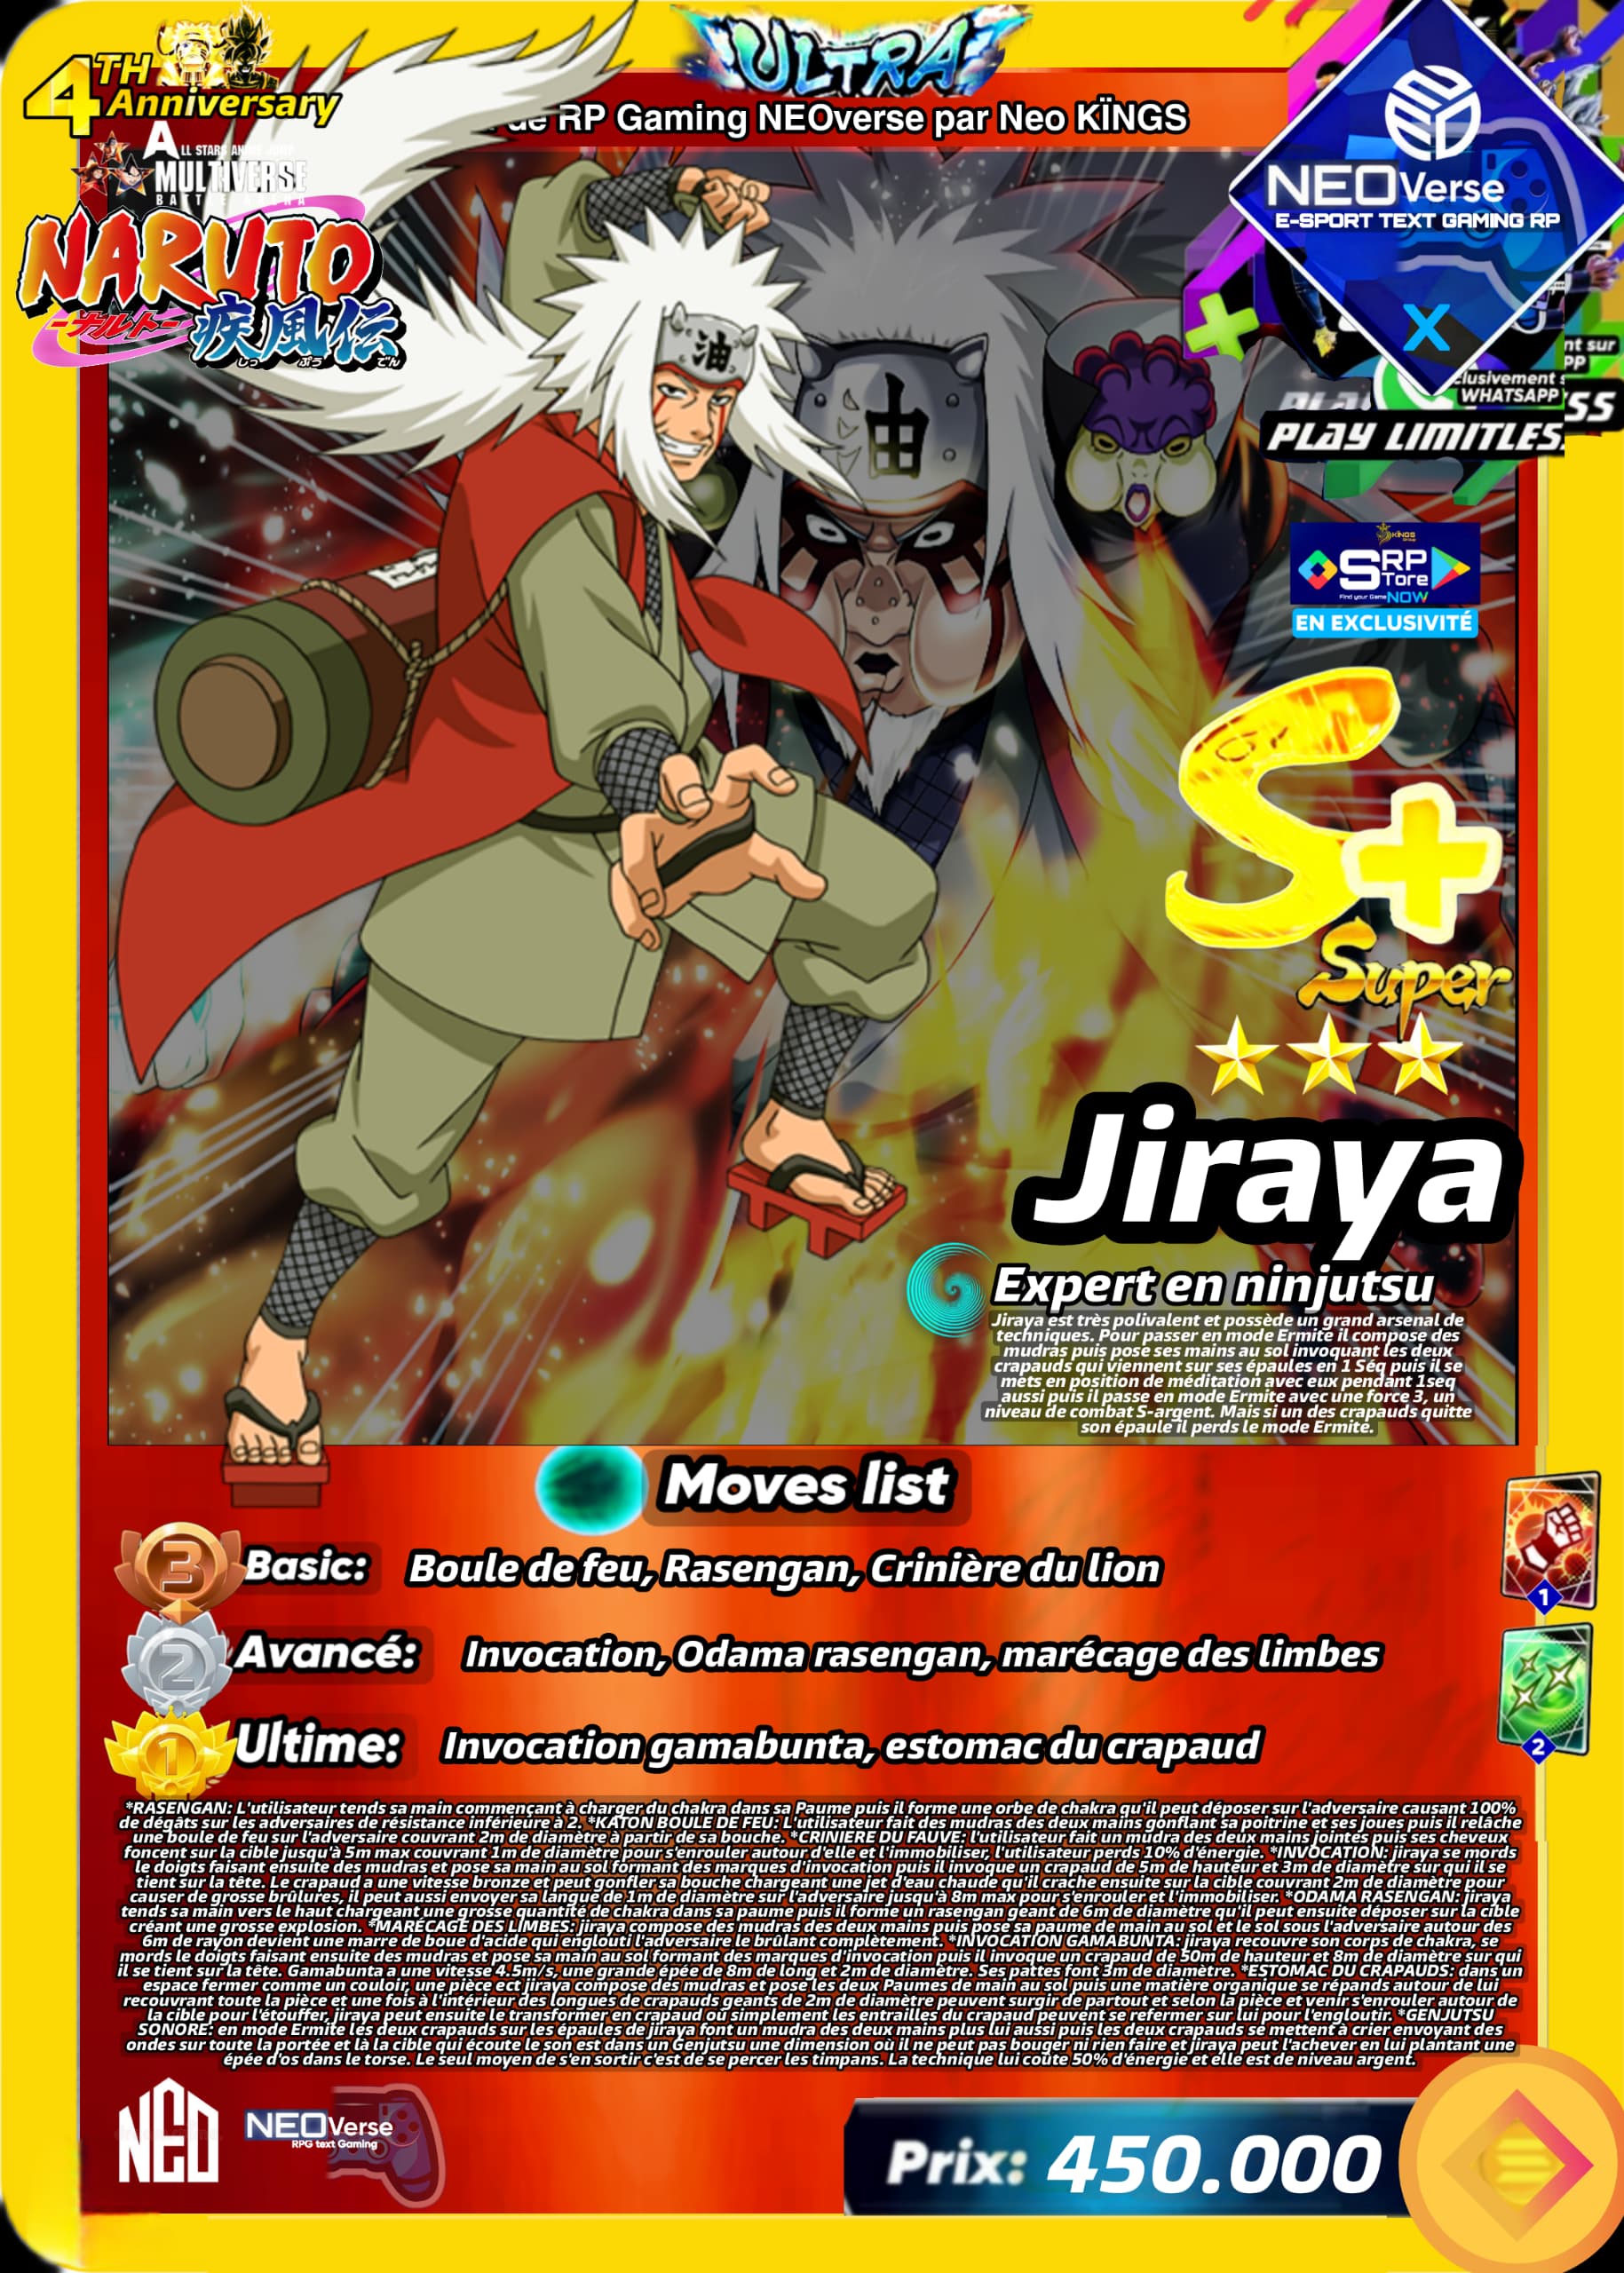 4TH
Anniversary
ULTRA
de RP Gaming NEOverse par Neo KÏNGS
ALL STARS
MULTIVERSE
NARUTO
-ナルト-
疾風伝
しっ ぷう でん
油
NEOVerse
E-SPORT TEXT GAMING RP
X
nt sur
PP
clusivement
WHATSAPP
SS
PLAY LIMITLES
KiNGS
SRP
Tore
Find your Game NOW
EN EXCLUSIVITÉ
S+
Super
Jiraya
Expert en ninjutsu
Jiraya est très polivalent et possède un grand arsenal de
techniques. Pour passer en mode Ermite il compose des
mudras puis pose ses mains au sol invoquant les deux
crapauds qui viennent sur ses épaules en 1 Séq puis il se
mets en position de méditation avec eux pendant 1seq
aussi puis il passe en mode Ermite avec une force 3, un
niveau de combat S-argent. Mais si un des crapauds quitte
son épaule il perds le mode Ermite.
Moves list
3 Basic: Boule de feu, Rasengan, Crinière du lion
1
2 Avancé: Invocation, Odama rasengan, marécage des limbes
2
1 Ultime: Invocation gamabunta, estomac du crapaud
*RASENGAN: L'utilisateur tends sa main commençant à charger du chakra dans sa Paume puis il forme une orbe de chakra qu'il peut déposer sur l'adversaire causant 100%
de dégâts sur les adversaires de résistance inférieure à 2. *KATON BOULE DE FEU: L'utilisateur fait des mudras des deux mains gonflant sa poitrine et ses joues puis il relâche
une boule de feu sur l'adversaire couvrant 2m de diamètre à partir de sa bouche. *CRINIERE DU FAUVE: l'utilisateur fait un mudra des deux mains jointes puis ses cheveux
foncent sur la cible jusqu'à 5m max couvrant 1m de diamètre pour s'enrouler autour d'elle et l'immobiliser, l'utilisateur perds 10% d'énergie. *INVOCATION: jiraya se mords
le doigts faisant ensuite des mudras et pose sa main au sol formant des marques d'invocation puis il invoque un crapaud de 5m de hauteur et 3m de diamètre sur qui il se
tient sur la tête. Le crapaud a une vitesse bronze et peut gonfler sa bouche chargeant une jet d'eau chaude qu'il crache ensuite sur la cible couvrant 2m de diamètre pour
causer de grosse brûlures, il peut aussi envoyer sa langue de 1m de diamètre sur l'adversaire jusqu'à 8m max pour s'enrouler et l'immobiliser. *ODAMA RASENGAN: jiraya
tends sa main vers le haut chargeant une grosse quantité de chakra dans sa paume puis il forme un rasengan géant de 6m de diamètre qu'il peut ensuite déposer sur la cible
créant une grosse explosion. *MARÉCAGE DES LIMBES: jiraya compose des mudras des deux mains puis pose sa paume de main au sol et le sol sous l'adversaire autour des
6m de rayon devient une marre de boue d'acide qui englouti l'adversaire le brûlant complètement. *INVOCATION GAMABUNTA: jiraya recouvre son corps de chakra, se
mords le doigts faisant ensuite des mudras et pose sa main au sol formant des marques d'invocation puis il invoque un crapaud de 50m de hauteur et 8m de diamètre sur qui
il se tient sur la tête. Gamabunta a une vitesse 4.5m/s, une grande épée de 8m de long et 2m de diamètre. Ses pattes font 3m de diamètre. *ESTOMAC DU CRAPAUDS: dans un
espace fermer comme un couloir, une pièce ect jiraya compose des mudras et pose les deux Paumes de main au sol puis une matière organique se répands autour de lui
recouvrant toute la pièce et une fois à l'intérieur des longues de crapauds geants de 2m de diamètre peuvent surgir de partout et selon la pièce et venir s'enrouler autour de
la cible pour l'étouffer, jiraya peut ensuite le transformer en crapaud ou simplement les entrailles du crapaud peuvent se refermer sur lui pour l'engloutir. *GENJUTSU
SONORE: en mode Ermite les deux crapauds sur les épaules de jiraya font un mudra des deux mains plus lui aussi puis les deux crapauds se mettent à crier envoyant des
ondes sur toute la portée et là la cible qui écoute le son est dans un Genjutsu une dimension où il ne peut pas bouger ni rien faire et jiraya peut l'achever en lui plantant une
épée d'os dans le torse. Le seul moyen de s'en sortir c'est de se percer les timpans. La technique lui coûte 50% d'énergie et elle est de niveau argent.
NEO
NEOVerse
RPG text Gaming
Prix: 450.000